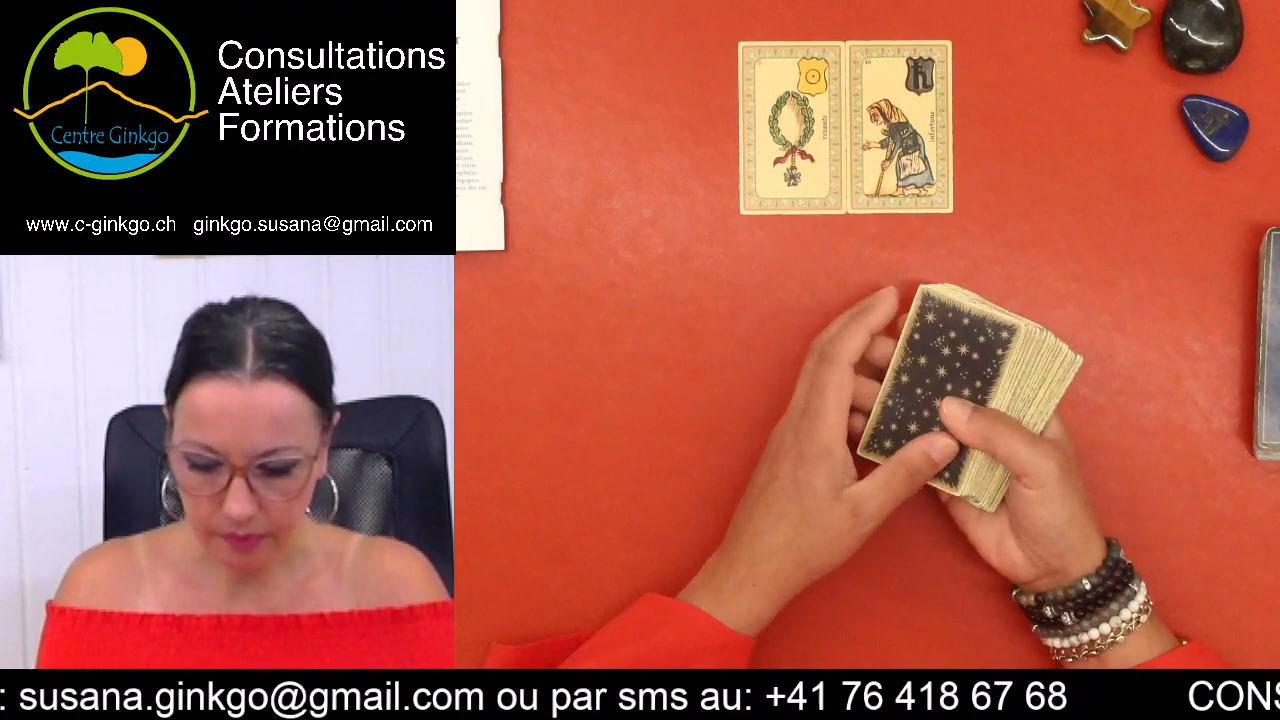 Consultations
Ateliers
Formations
Centre Ginkgo
www.c-ginkgo.ch ginkgo.susana@gmail.com
infortune
: susana.ginkgo@gmail.com ou par sms au: +41 76 418 67 68 CONS